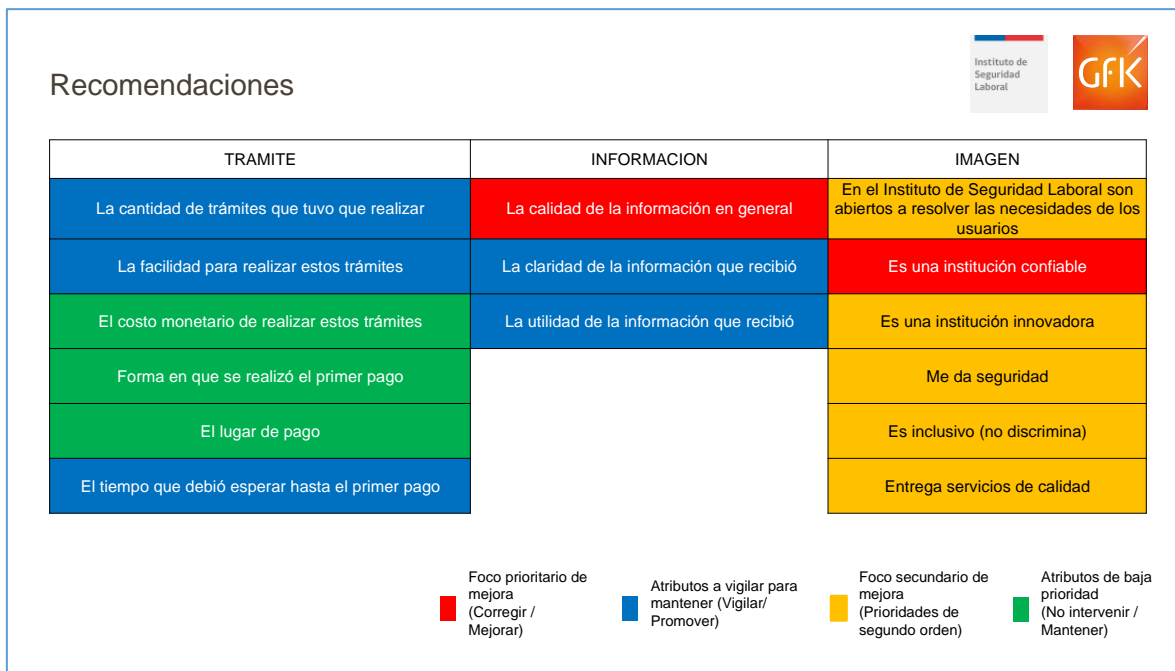 Recomendaciones
Instituto de
Seguridad
Laboral
GfK
TRAMITE
INFORMACION
IMAGEN
La cantidad de trámites que tuvo que realizar
La calidad de la información en general
En el Instituto de Seguridad Laboral son
abiertos a resolver las necesidades de los
usuarios
La facilidad para realizar estos trámites
La claridad de la información que recibió
Es una institución confiable
El costo monetario de realizar estos trámites
La utilidad de la información que recibió
Es una institución innovadora
Forma en que se realizó el primer pago
Me da seguridad
El lugar de pago
Es inclusivo (no discrimina)
El tiempo que debió esperar hasta el primer pago
Entrega servicios de calidad
Foco prioritario de
mejora
(Corregir /
Mejorar)
Atributos a vigilar para
mantener (Vigilar/
Promover)
Foco secundario de
mejora
(Prioridades de
segundo orden)
Atributos de baja
prioridad
(No intervenir /
Mantener)